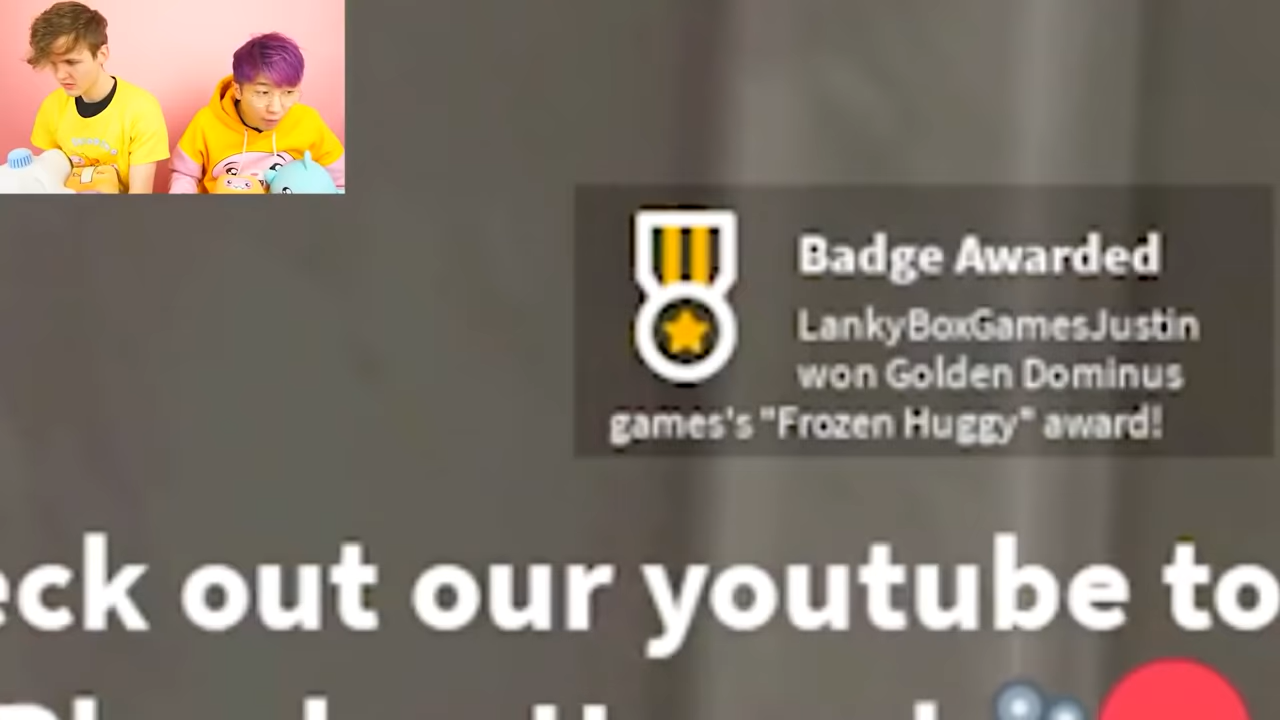 Badge Awarded
LankyBoxGamesJustin
won Golden Dominus
games's "Frozen Huggy" award!
eck out our youtube to